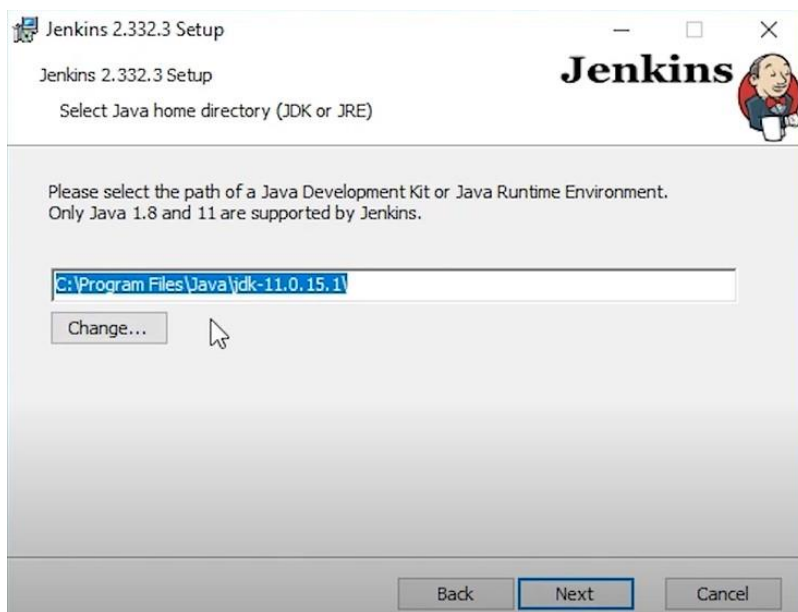 Jenkins 2.332.3 Setup
Jenkins 2.332.3 Setup
Jenkins
Select Java home directory (JDK or JRE)
Please select the path of a Java Development Kit or Java Runtime Environment.
Only Java 1.8 and 11 are supported by Jenkins.
C:\Program Files\Java\jdk-11.0.15.1\
Change...
Back Next Cancel